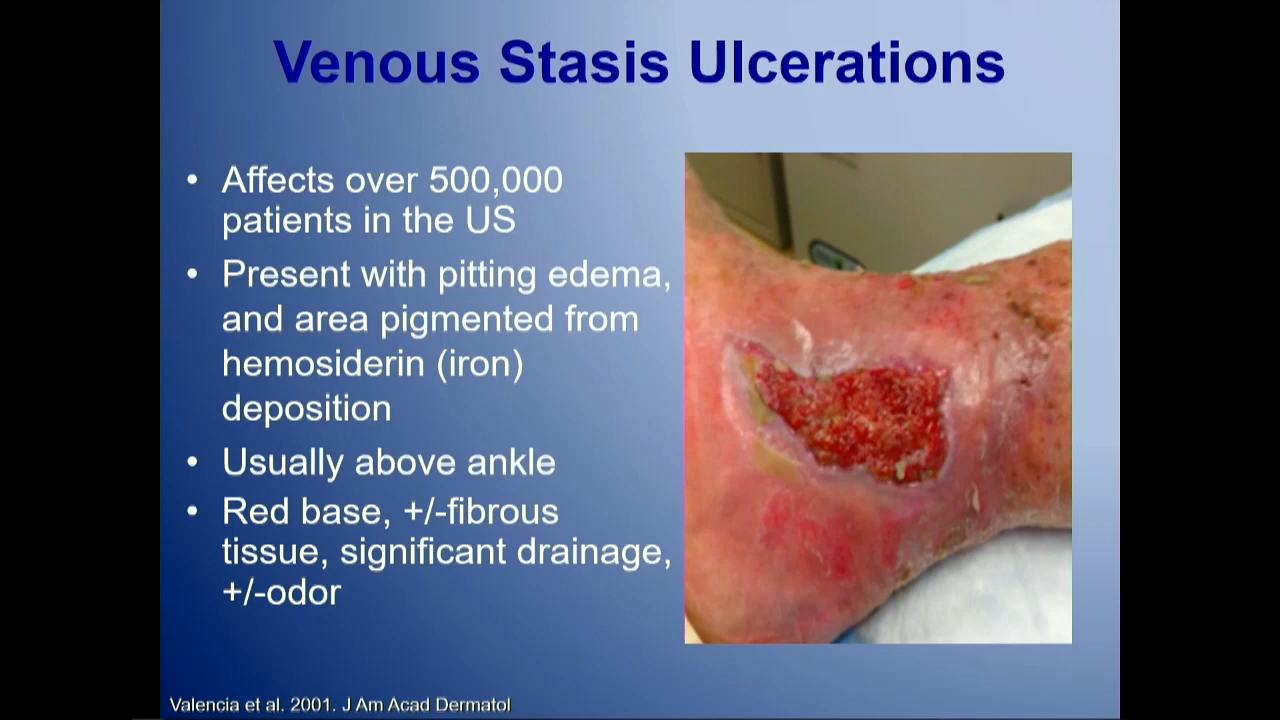 Venous Stasis Ulcerations
• Affects over 500,000
patients in the US
• Present with pitting edema,
and area pigmented from
hemosiderin (iron)
deposition
• Usually above ankle
• Red base, +/-fibrous
tissue, significant drainage,
+/-odor
Valencia et al. 2001. J Am Acad Dermatol